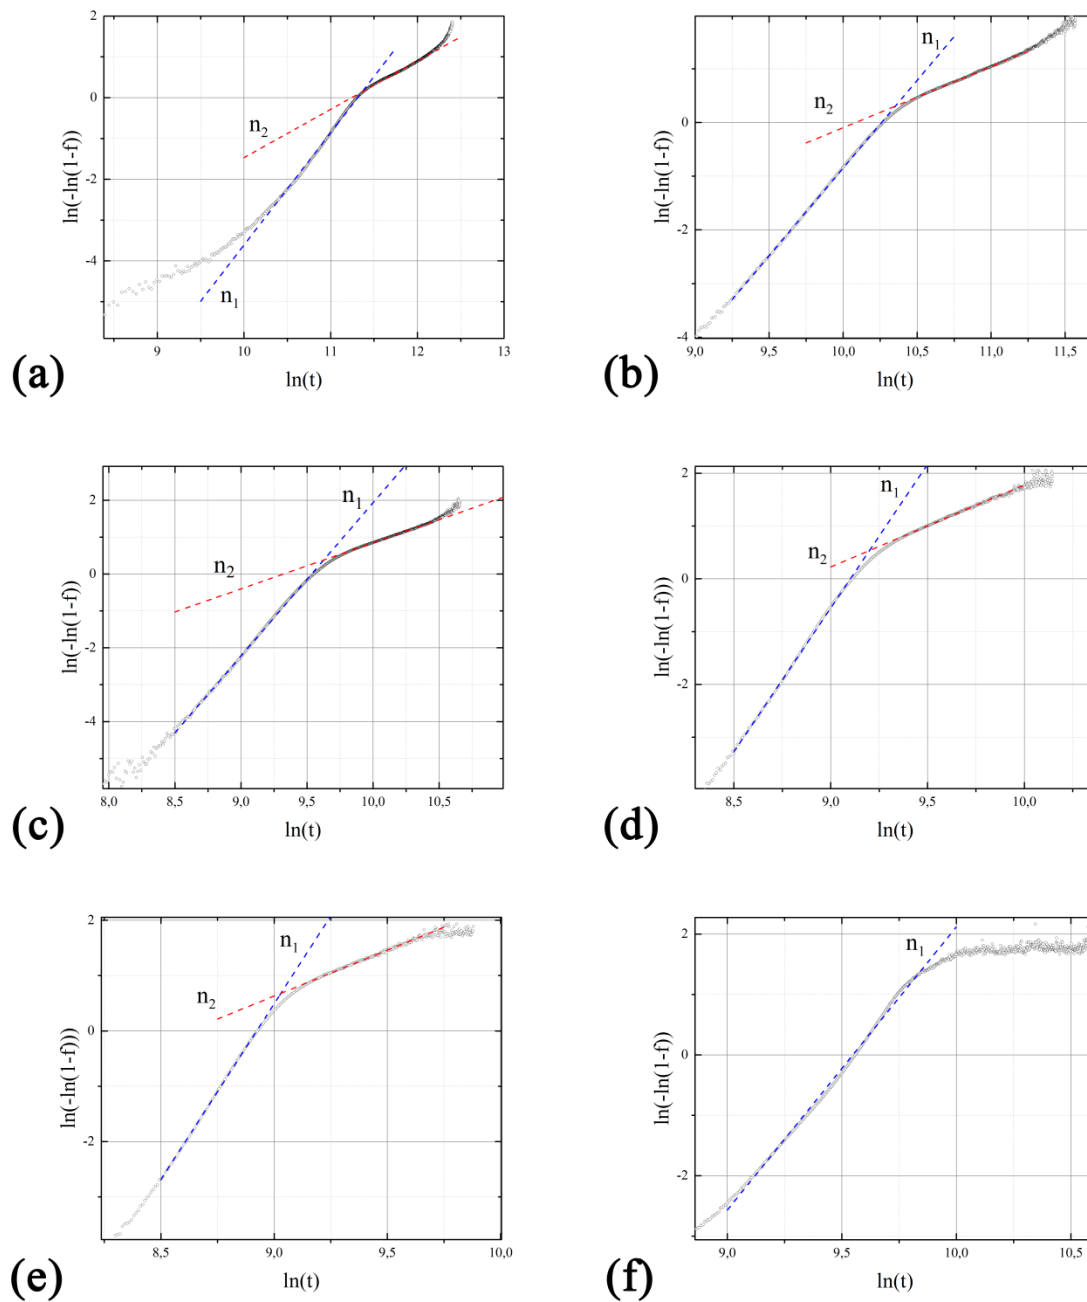 2
0
-2
-4
ln(-ln(1-f))
n₂
n₁
9
10
11
12
13
ln(t)
(a)
2
0
-2
-4
ln(-ln(1-f))
n₁
n₂
9,0
9,5
10,0
10,5
11,0
11,5
ln(t)
(b)
2
0
-2
-4
ln(-ln(1-f))
n₁
n₂
8,0
8,5
9,0
9,5
10,0
10,5
ln(t)
(c)
2
0
-2
ln(-ln(1-f)))
n₁
n₂
8,5
9,0
9,5
10,0
ln(t)
(d)
2
0
-2
ln(-ln(1-f)))
n₁
n₂
8,5
9,0
9,5
10,0
ln(t)
(e)
2
0
-2
ln(-ln(1-f))
n₁
9,0
9,5
10,0
10,5
ln(t)
(f)